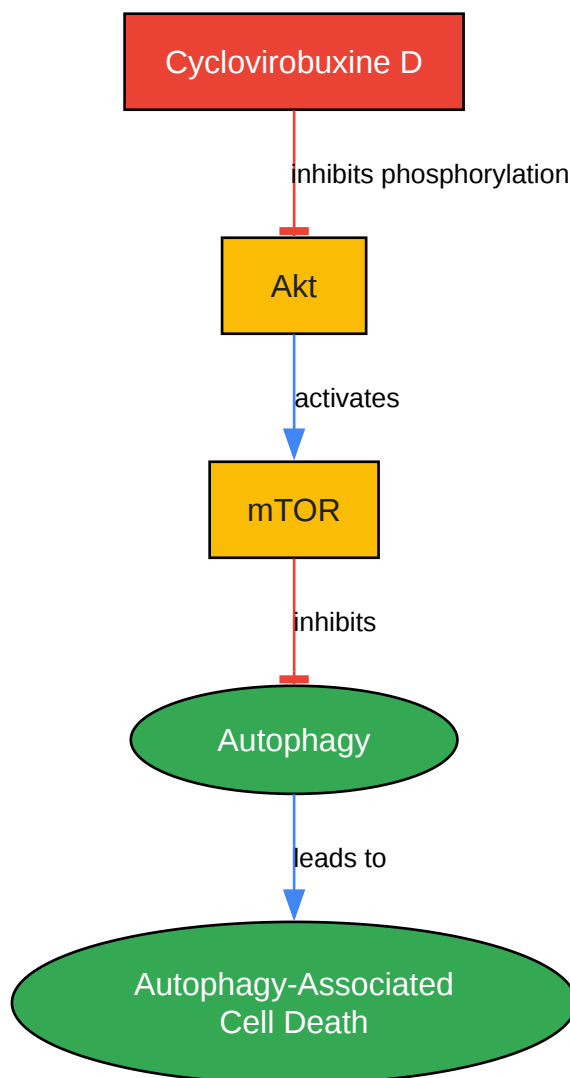 Cyclovirobuxine D
inhibits phosphorylation
Akt
activates
mTOR
inhibits
Autophagy
leads to
Autophagy-Associated
Cell Death